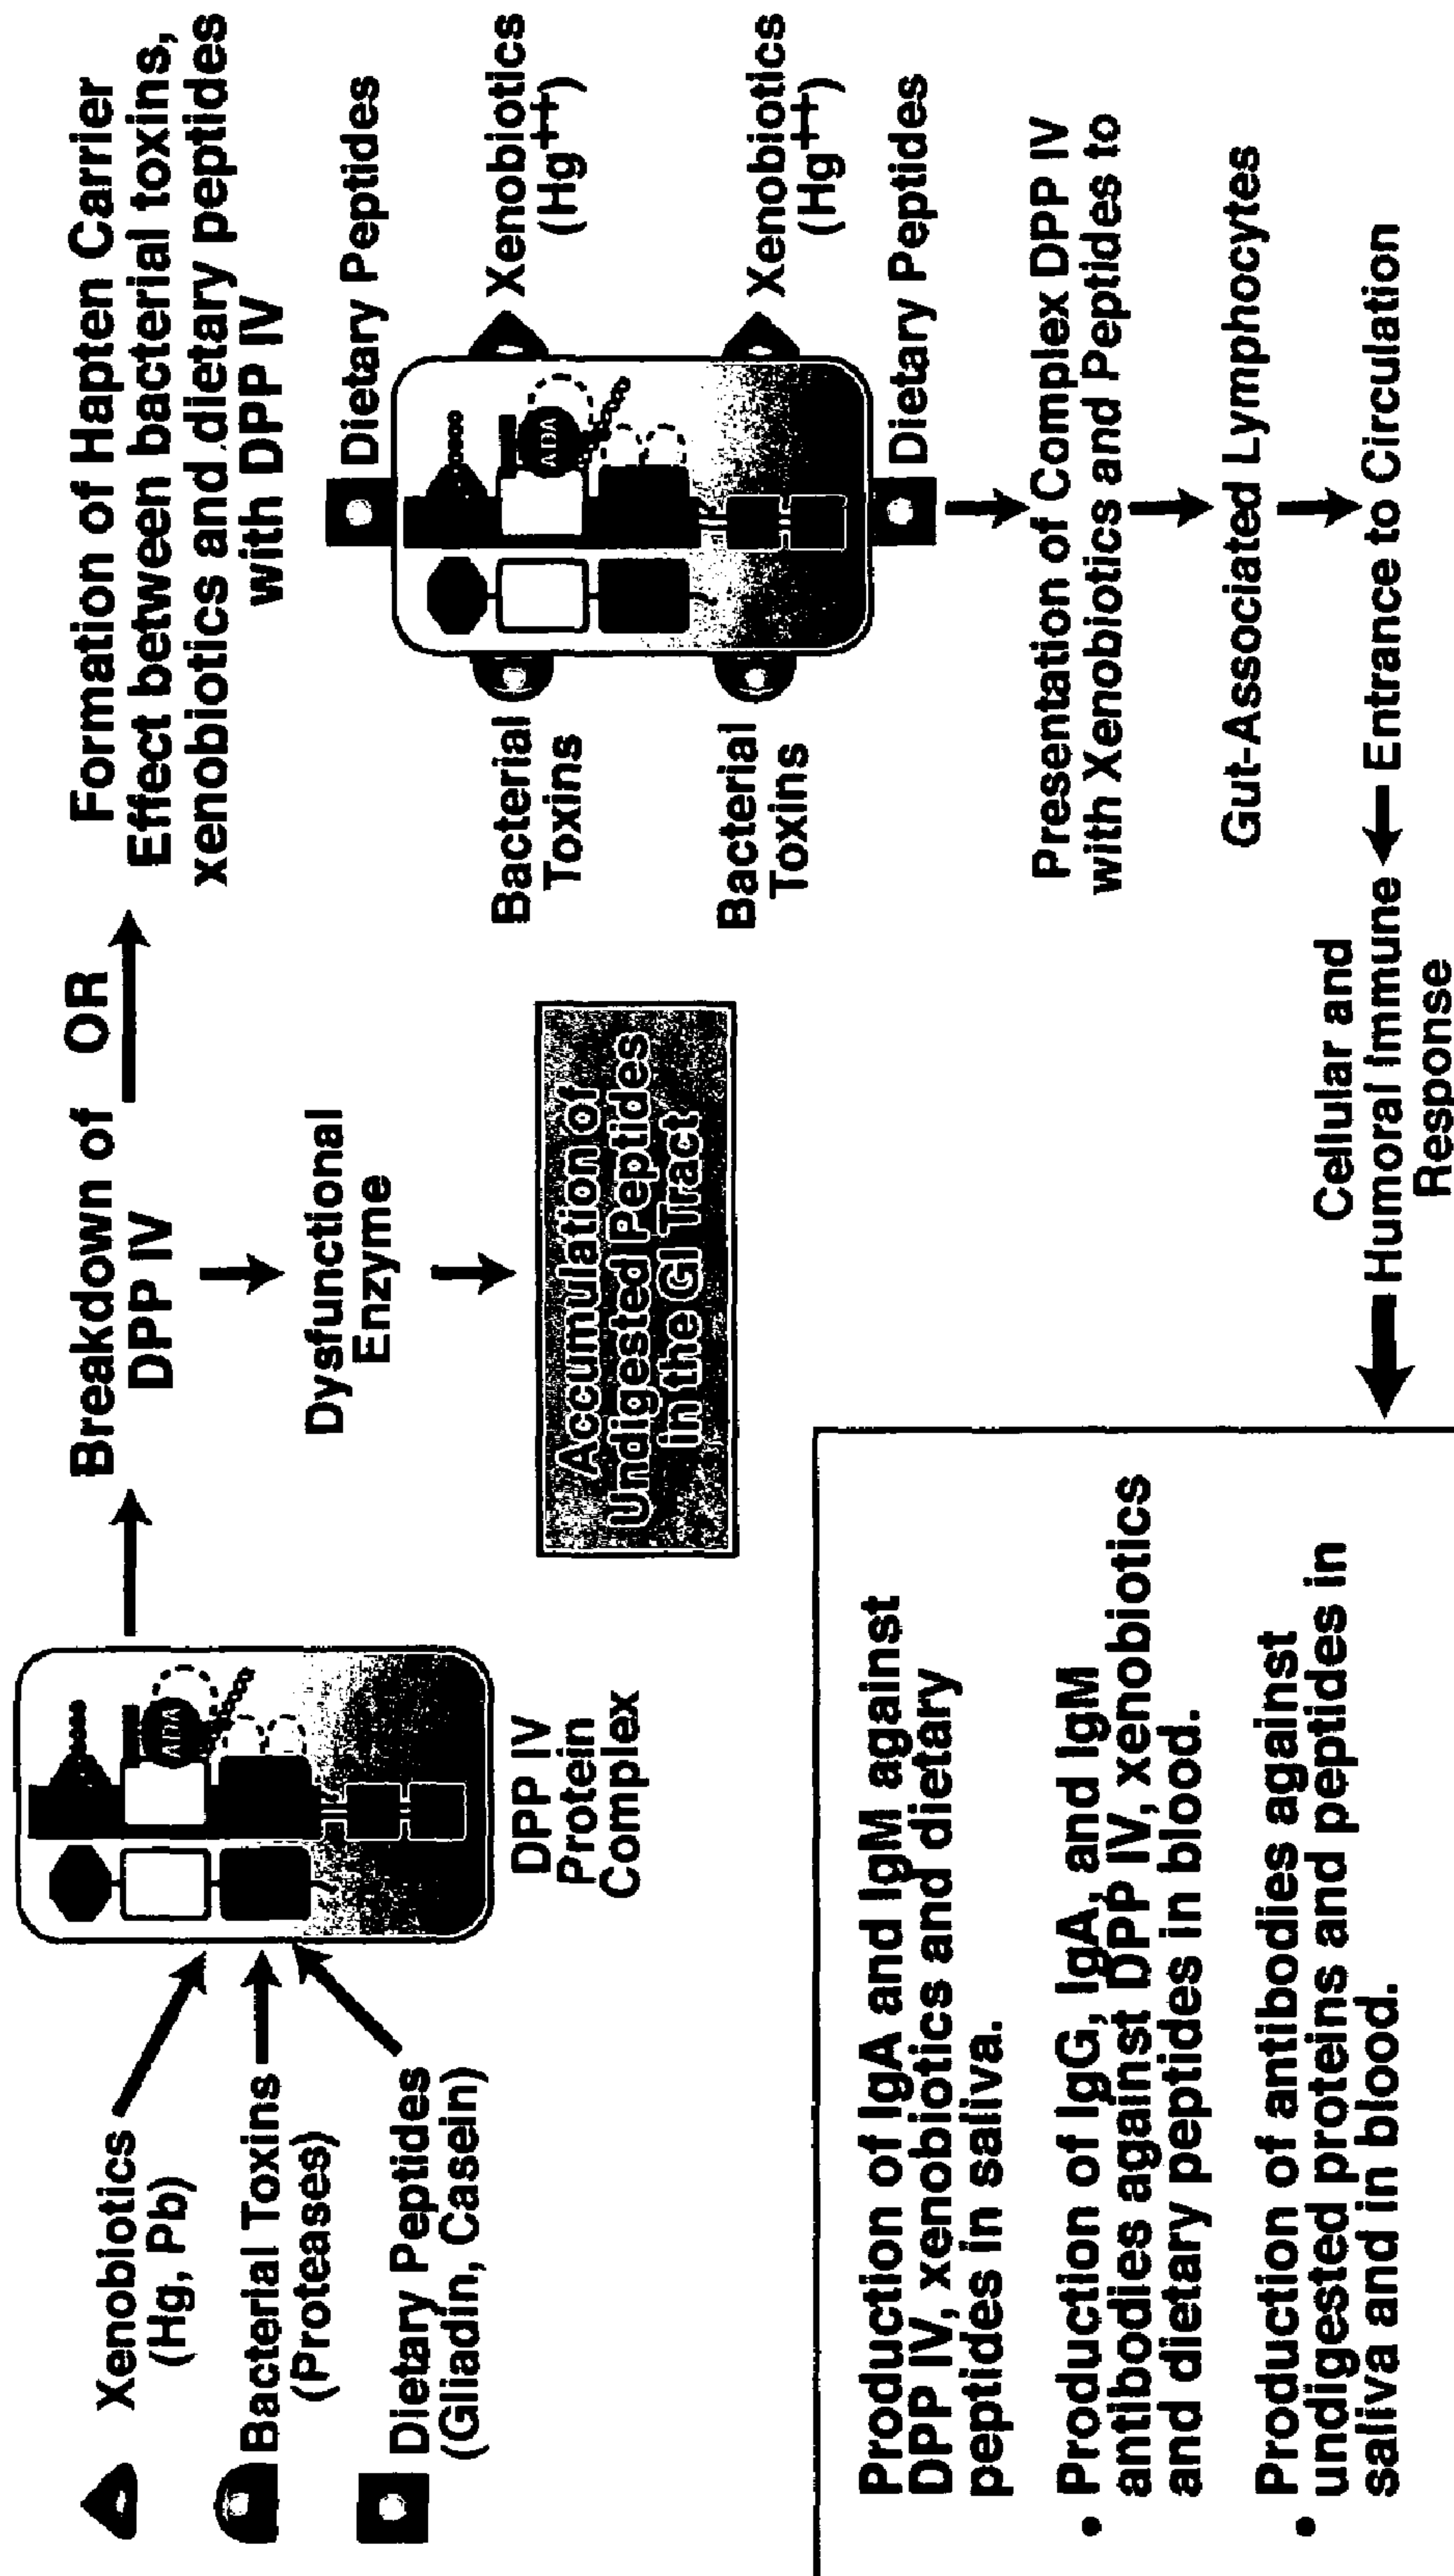 Xenobiotics
(Hg, Pb)
Bacterial Toxins
(Proteases)
Dietary Peptides
(Gliadin, Casein)
DPP IV
Protein
Complex
Breakdown of
DPP IV
OR
Dysfunctional
Enzyme
Accumulation of
Undigested Peptides
in the GI Tract
Formation of Hapten Carrier
Effect between bacterial toxins,
xenobiotics and dietary peptides
with DPP IV
Dietary Peptides
Bacterial
Toxins
Xenobiotics
(Hg++)
Bacterial
Toxins
Xenobiotics
(Hg++)
Dietary Peptides
Presentation of Complex DPP IV
with Xenobiotics and Peptides to
Gut-Associated Lymphocytes
Entrance to Circulation
Cellular and
Humoral Immune
Response
Production of IgA and IgM against
DPP IV, xenobiotics and dietary
peptides in saliva.
• Production of IgG, IgA, and IgM
antibodies against DPP IV, xenobiotics
and dietary peptides in blood.
• Production of antibodies against
undigested proteins and peptides in
saliva and in blood.